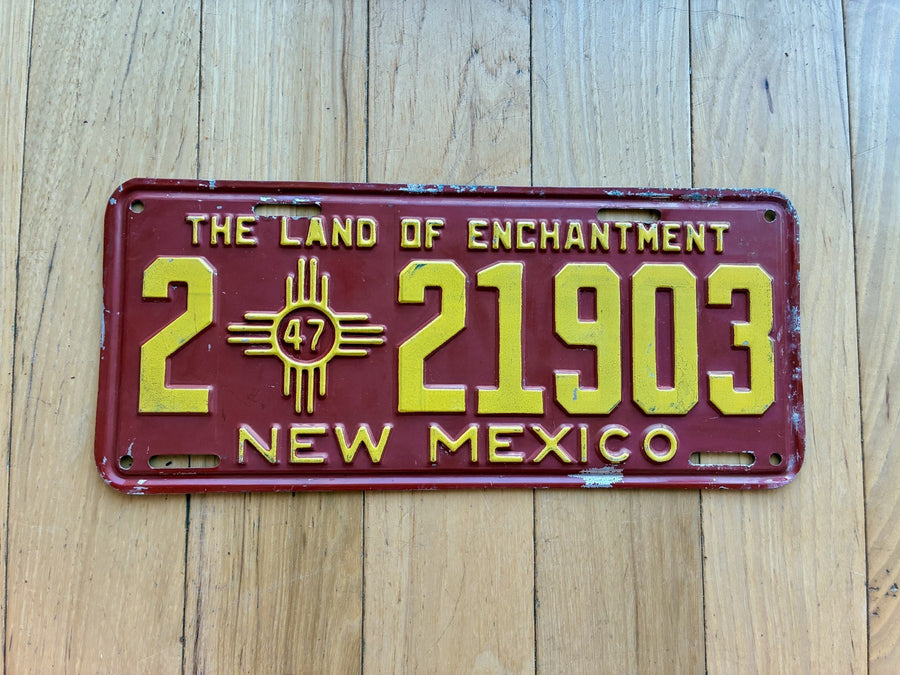 THE LAND OF ENCHANTMENT
2 47 21903
NEW MEXICO